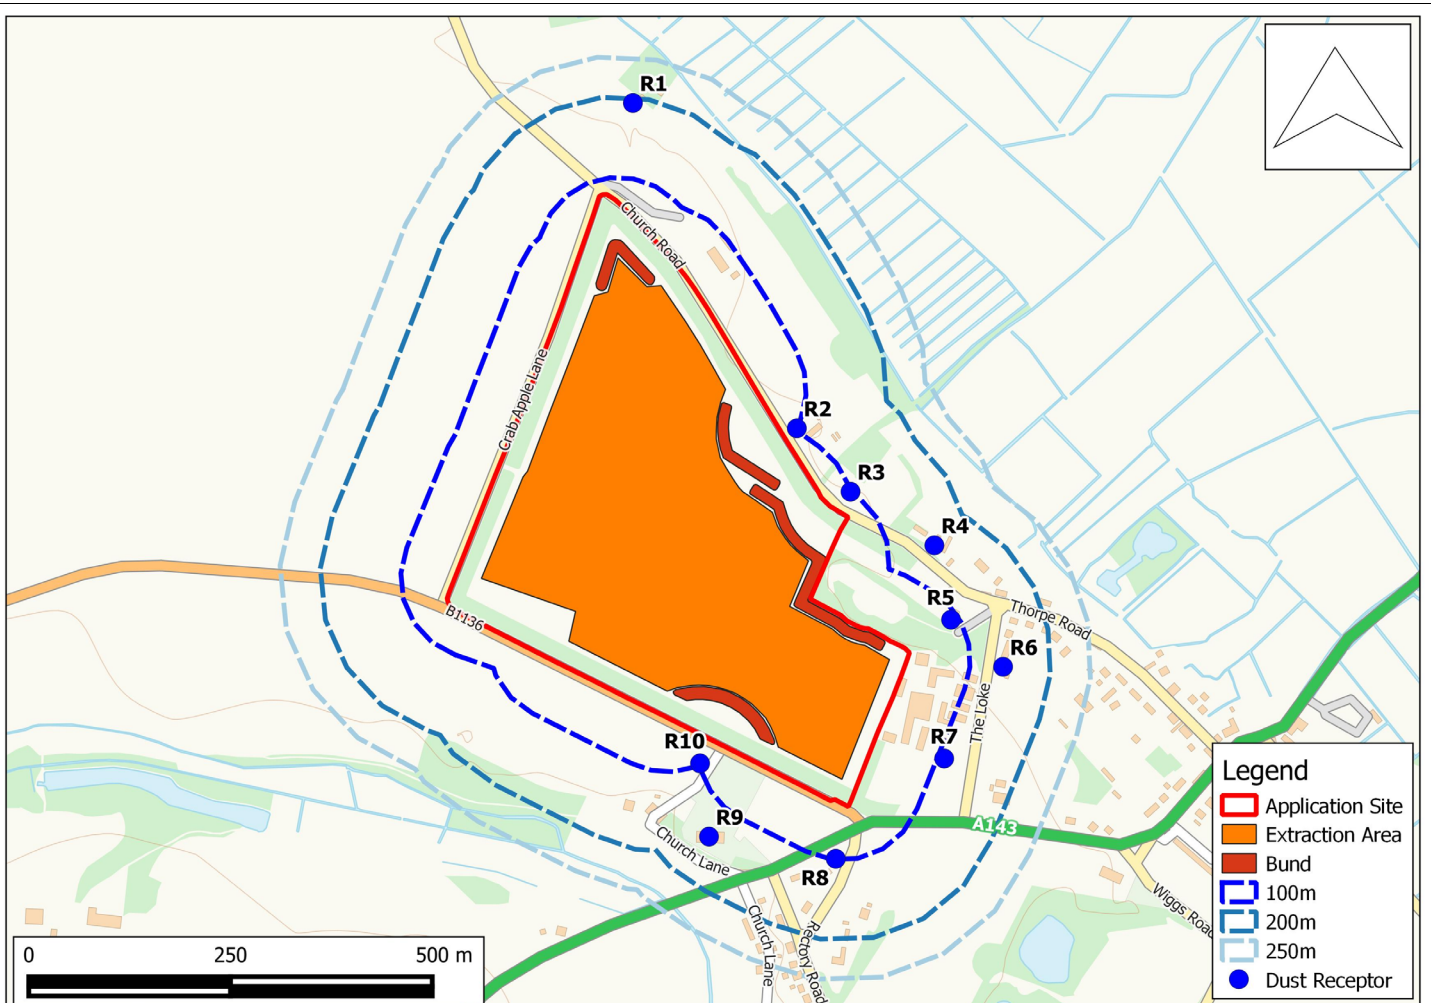 R1
Church Road
Crab Apple Lane
R2
R3
R4
R5
Thorpe Road
B1136
R6
The Loke
R10
R7
R9
A143
Church Lane
R8
Wiggs Road
Church Lane
Rectory Road
Legend
Application Site
Extraction Area
Bund
100m
200m
250m
Dust Receptor
0 250 500 m